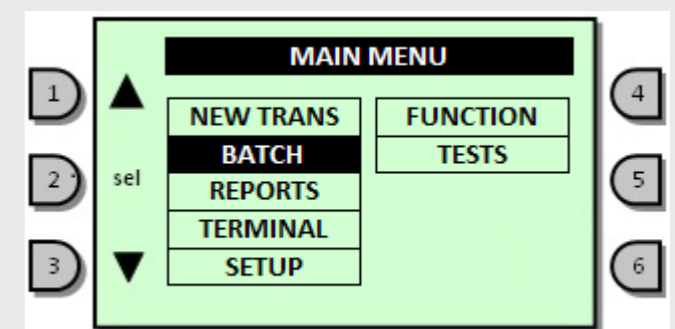 MAIN MENU
1
4
NEW TRANS FUNCTION
BATCH TESTS
2 sel
5
REPORTS
TERMINAL
3
SETUP
6